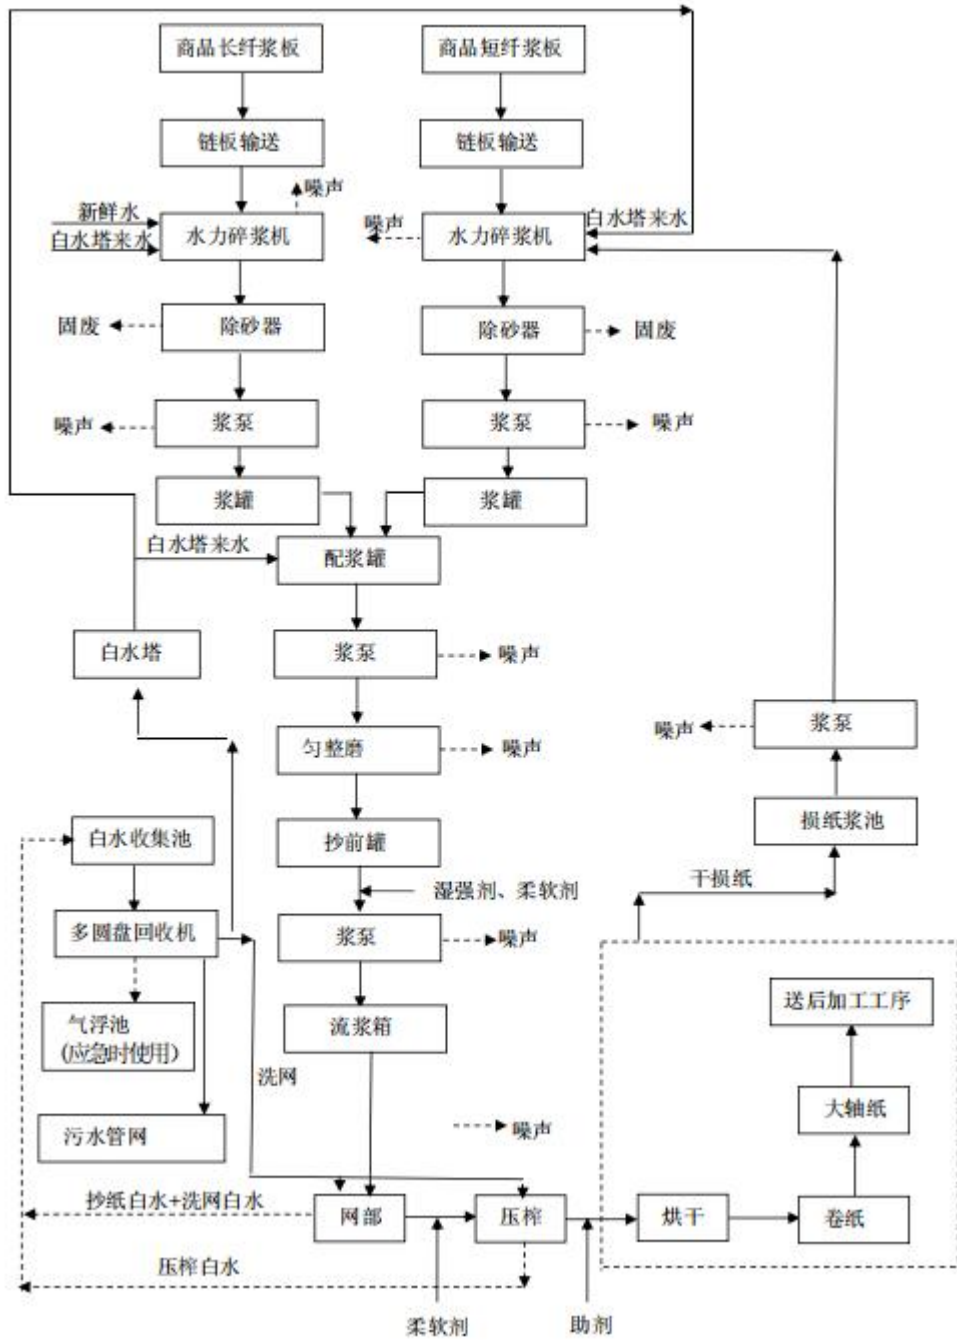 商品长纤浆板
商品短纤浆板
链板输送
链板输送
噪声
新鲜水
白水塔来水
水力碎浆机
噪声
水力碎浆机
白水塔来水
固废
除砂器
除砂器
固废
噪声
浆泵
浆泵
噪声
浆罐
浆罐
白水塔来水
配浆罐
白水塔
浆泵
噪声
匀整磨
噪声
噪声
浆泵
白水收集池
抄前罐
损纸浆池
湿强剂、柔软剂
干损纸
多圆盘回收机
浆泵
噪声
气浮池
(应急时使用)
流浆箱
送后加工工序
洗网
污水管网
噪声
大轴纸
抄纸白水+洗网白水
网部
压榨
烘干
卷纸
压榨白水
柔软剂
助剂